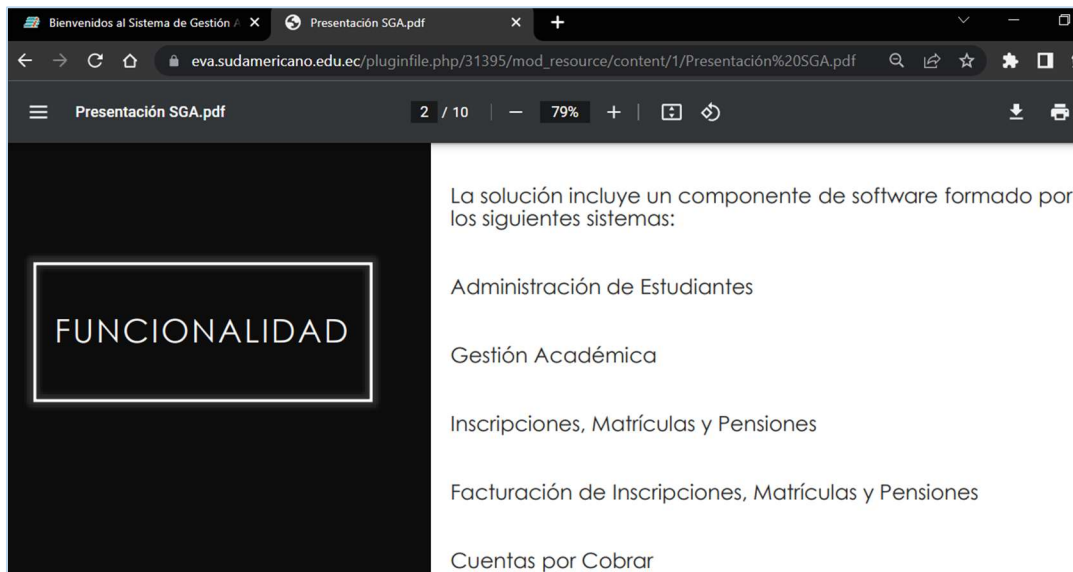 Bienvenidos al Sistema de Gestión
Presentación SGA.pdf
eva.sudamericano.edu.ec/pluginfile.php/31395/mod_resource/content/1/Presentación%20SGA.pdf
Presentación SGA.pdf
2 / 10
79%
La solución incluye un componente de software formado por
los siguientes sistemas:
FUNCIONALIDAD
Administración de Estudiantes
Gestión Académica
Inscripciones, Matrículas y Pensiones
Facturación de Inscripciones, Matrículas y Pensiones
Cuentas por Cobrar